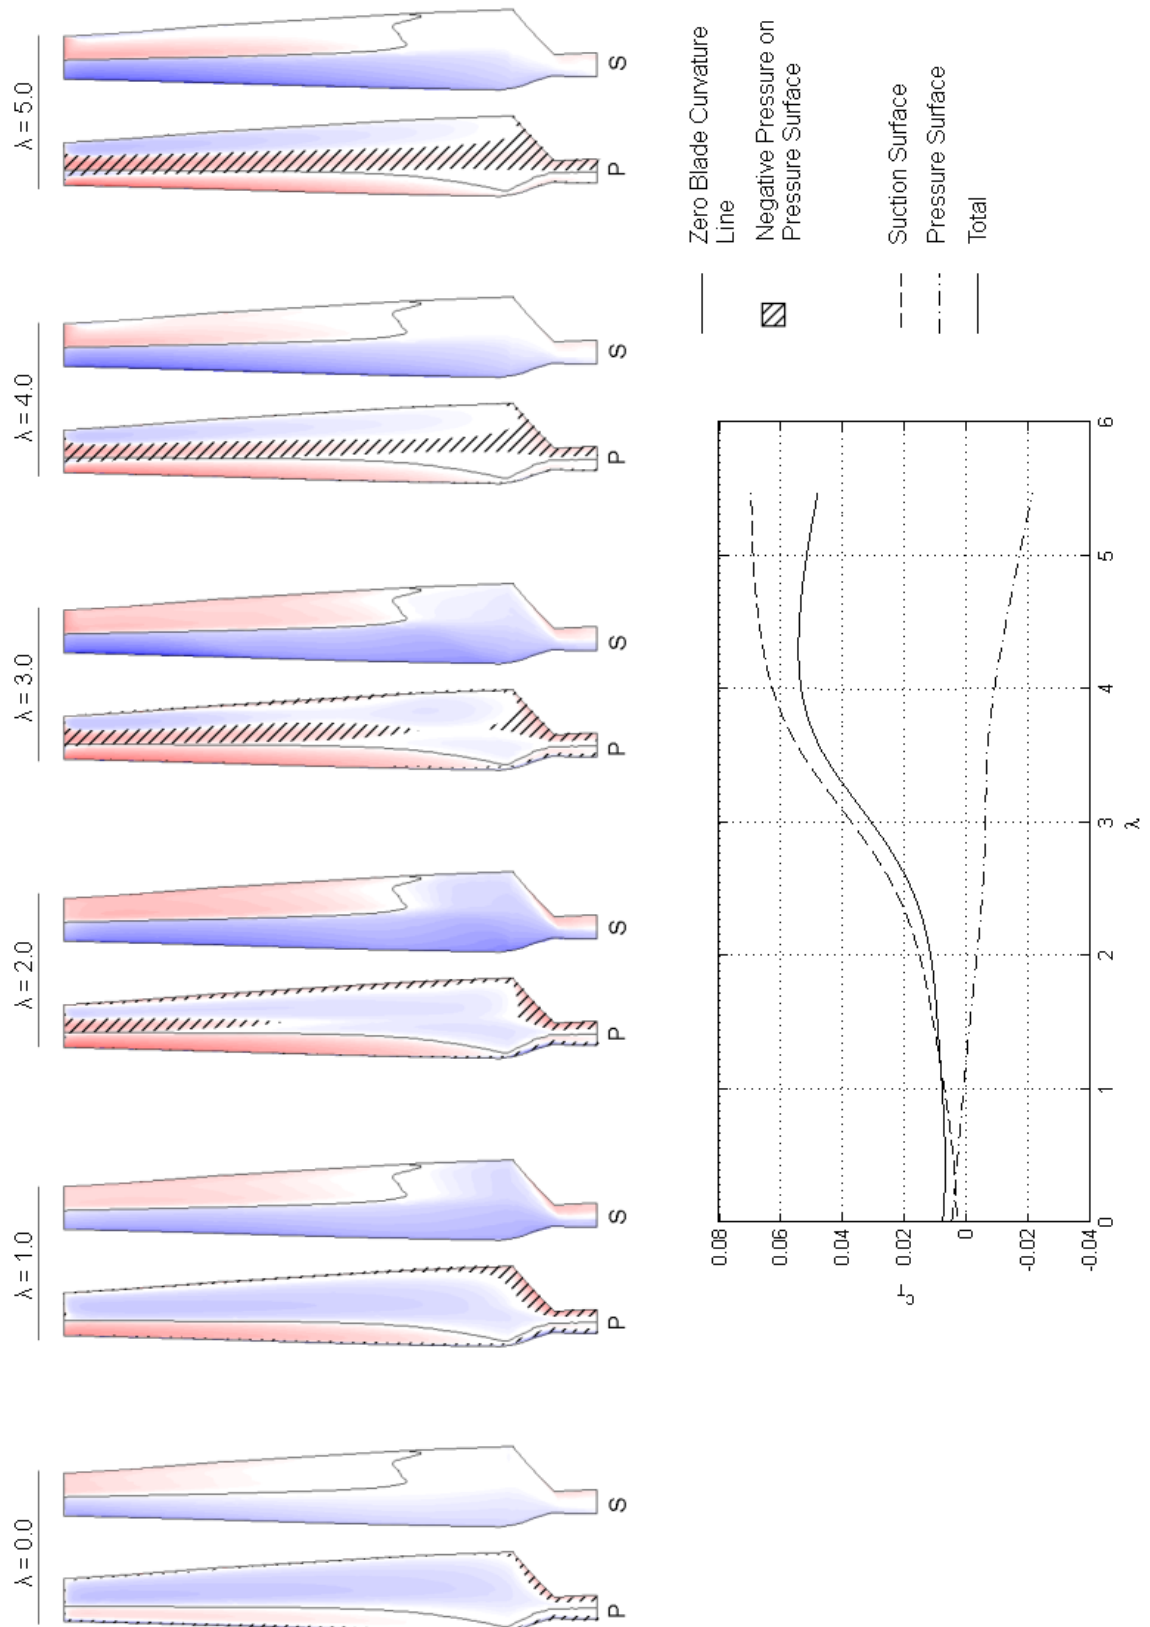 λ = 0.0
λ = 1.0
λ = 2.0
λ = 3.0
λ = 4.0
λ = 5.0
P
S
P
S
P
S
P
S
P
S
P
S
0.08
0.06
0.04
0.02
0
-0.02
-0.04
C_T
0
1
2
3
4
5
6
λ
Zero Blade Curvature
Line
Negative Pressure on
Pressure Surface
Suction Surface
Pressure Surface
Total